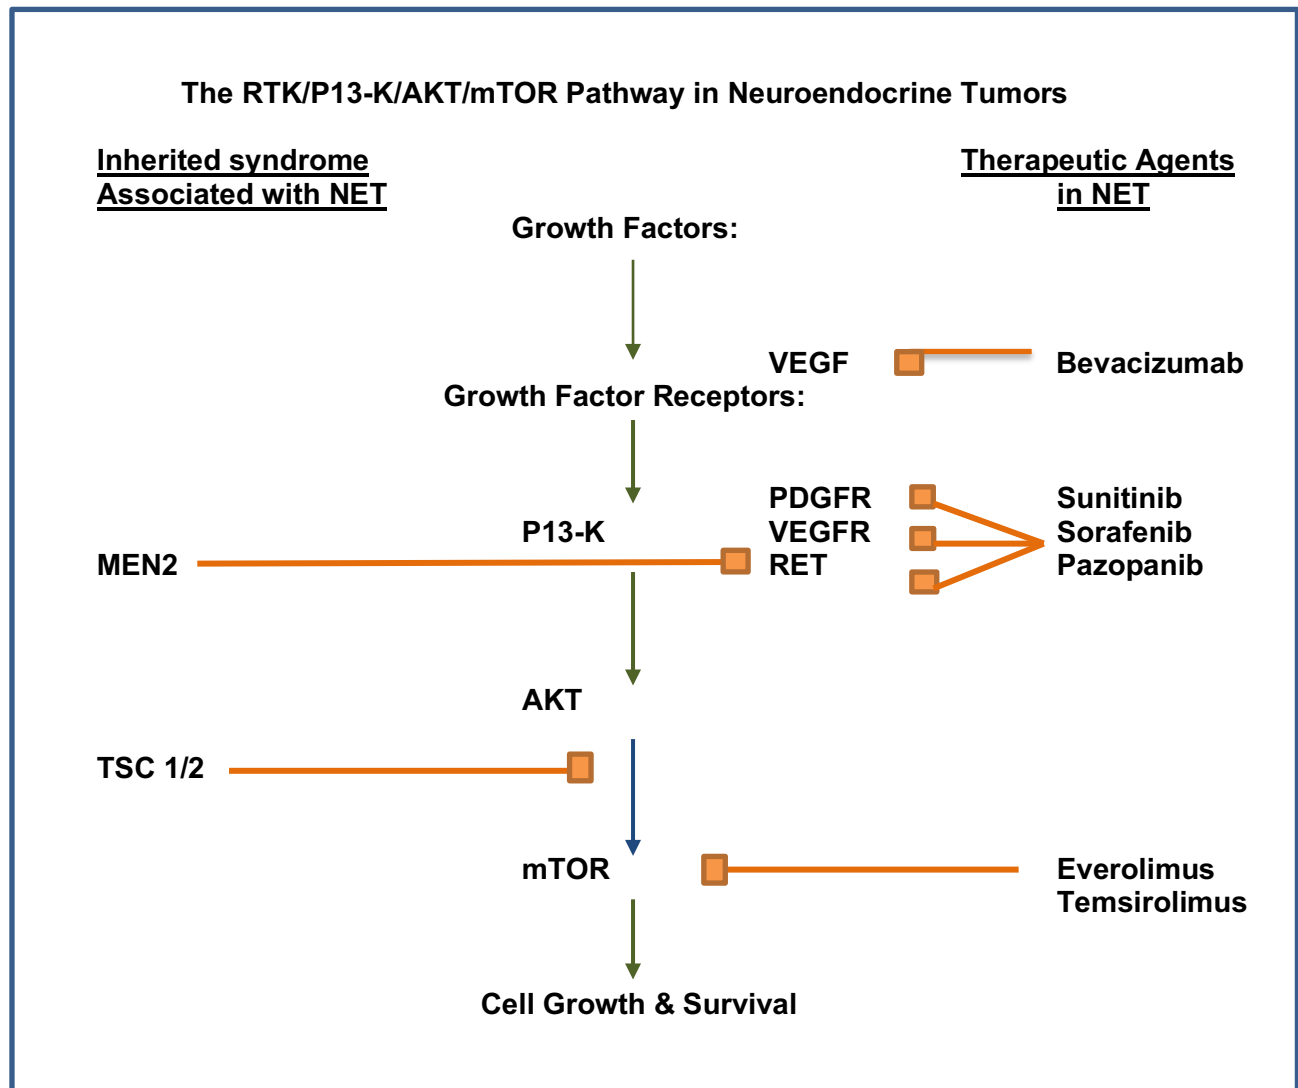 The RTK/P13-K/AKT/mTOR Pathway in Neuroendocrine Tumors
Inherited syndrome
Associated with NET
Therapeutic Agents
in NET
Growth Factors:
VEGF
Bevacizumab
Growth Factor Receptors:
PDGFR
Sunitinib
P13-K
VEGFR
Sorafenib
MEN2
RET
Pazopanib
AKT
TSC 1/2
mTOR
Everolimus
Temsirolimus
Cell Growth & Survival